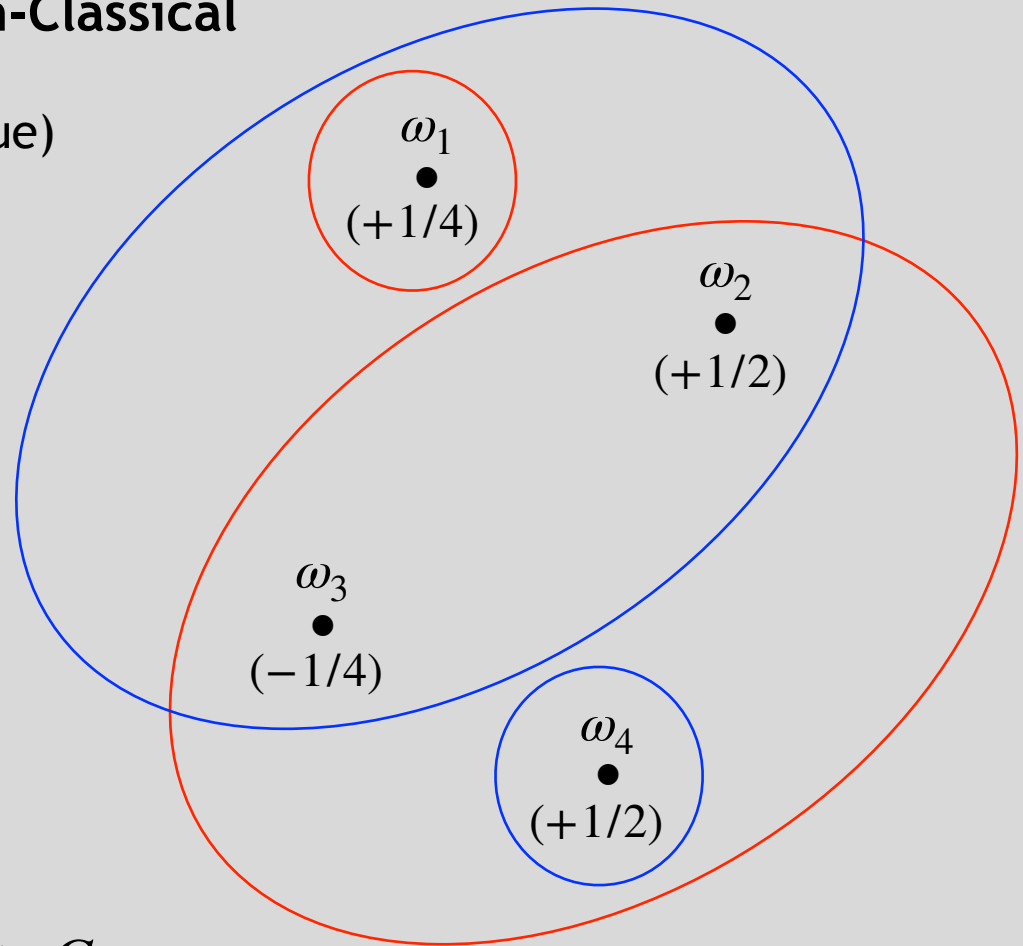 n-Classical
ue)
ω₁
(+1/4)
ω₂
(+1/2)
ω₃
(−1/4)
ω₄
(+1/2)